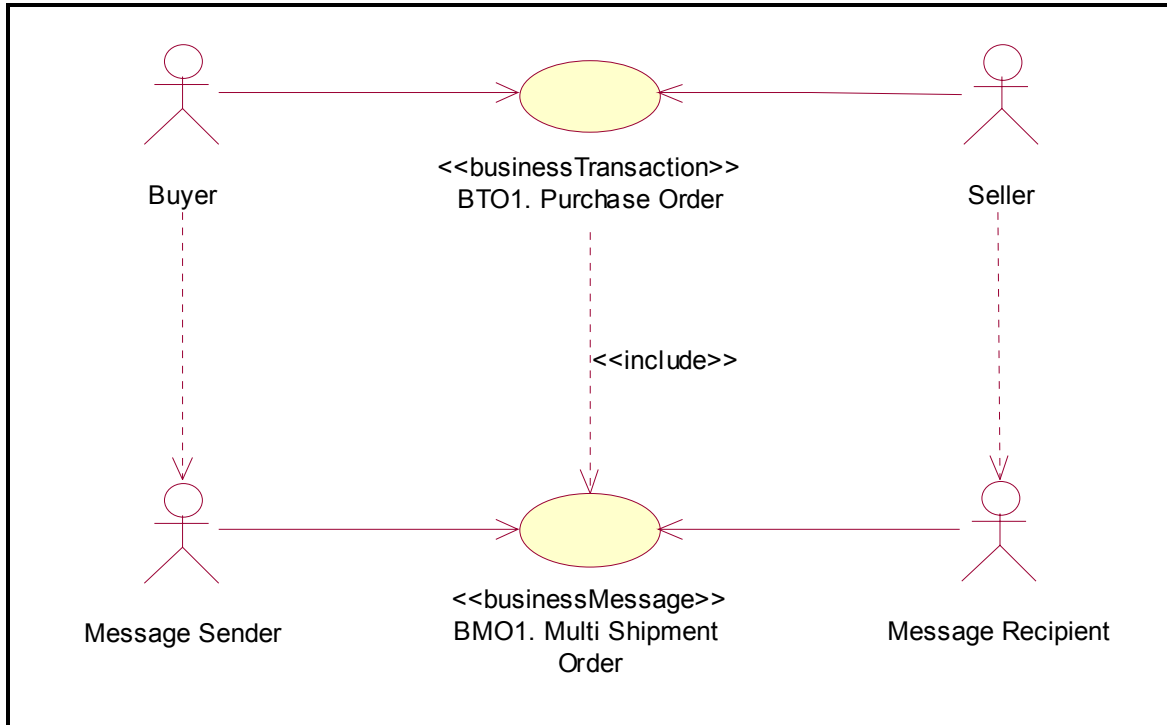 <<businessTransaction>>
BTO1. Purchase Order
Buyer
Seller
<<include>>
<<businessMessage>>
BMO1. Multi Shipment
Order
Message Sender
Message Recipient